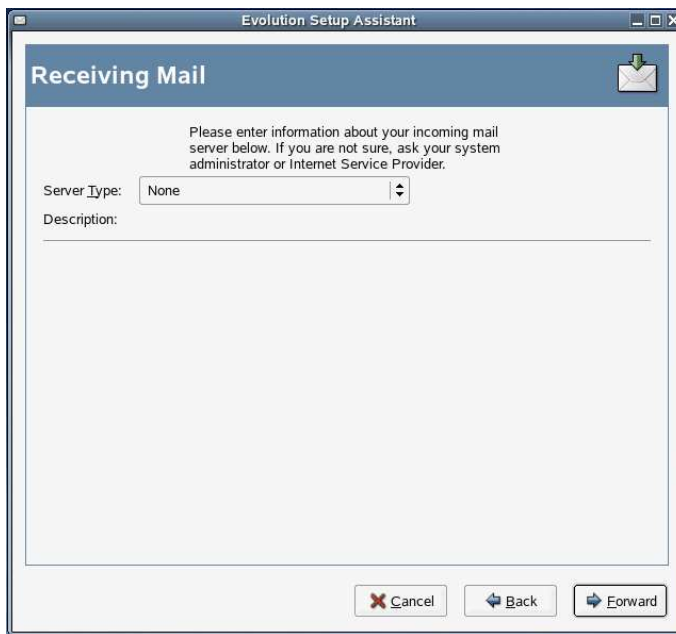 Evolution Setup Assistant
Receiving Mail
Please enter information about your incoming mail
server below. If you are not sure, ask your system
administrator or Internet Service Provider.
Server Type: None
Description:
Cancel Back Forward